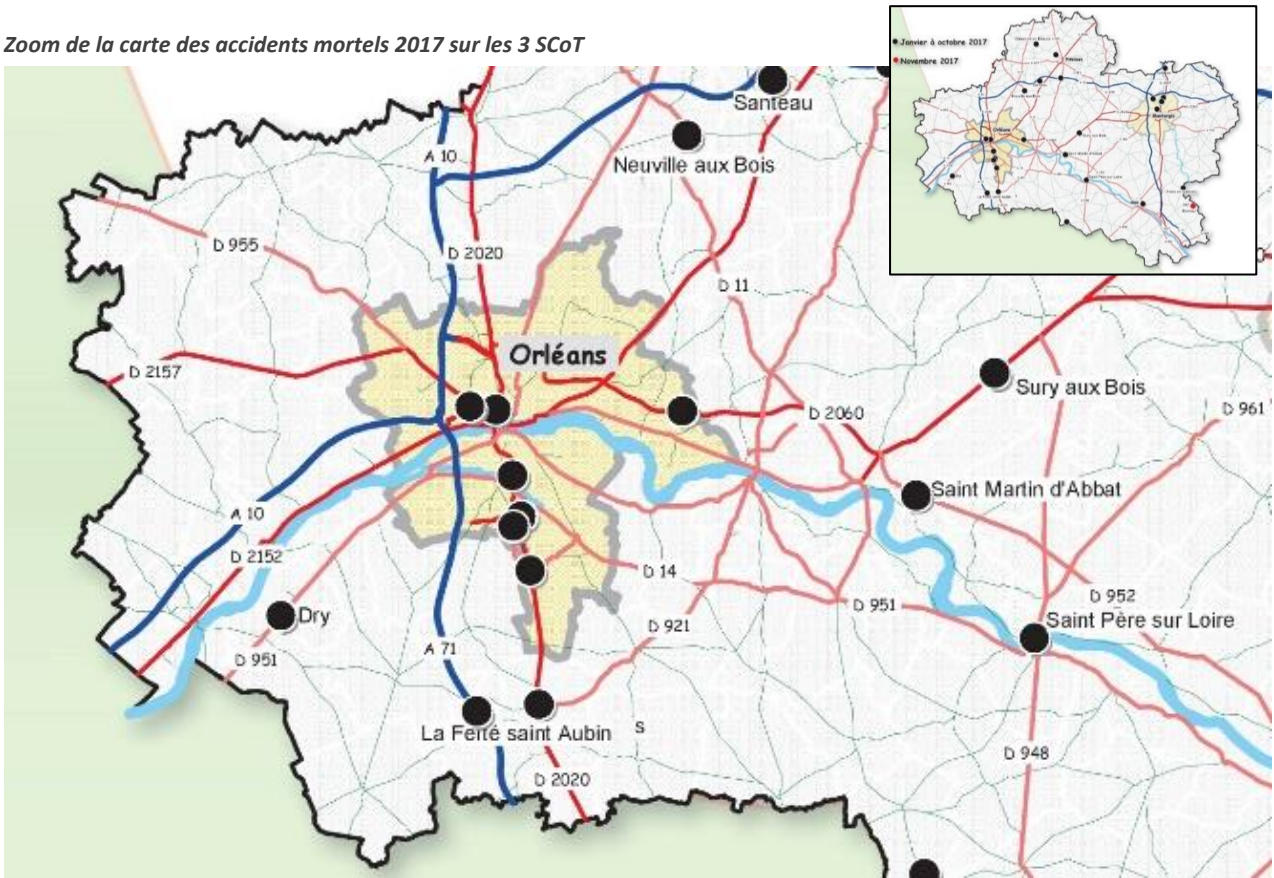 Zoom de la carte des accidents mortels 2017 sur les 3 SCoT
Janvier à octobre 2017
Novembre 2017
Orléans
Montargis
Santeau
Neuville aux Bois
A 10
D 955
D 2020
D 11
Orléans
D 2157
Sury aux Bois
D 2060
D 961
Saint Martin d'Abbat
A 10
D 2152
D 14
D 951
D 952
Dry
D 921
Saint Père sur Loire
D 951
A 71
La Ferté saint Aubin
S
D 948
D 2020